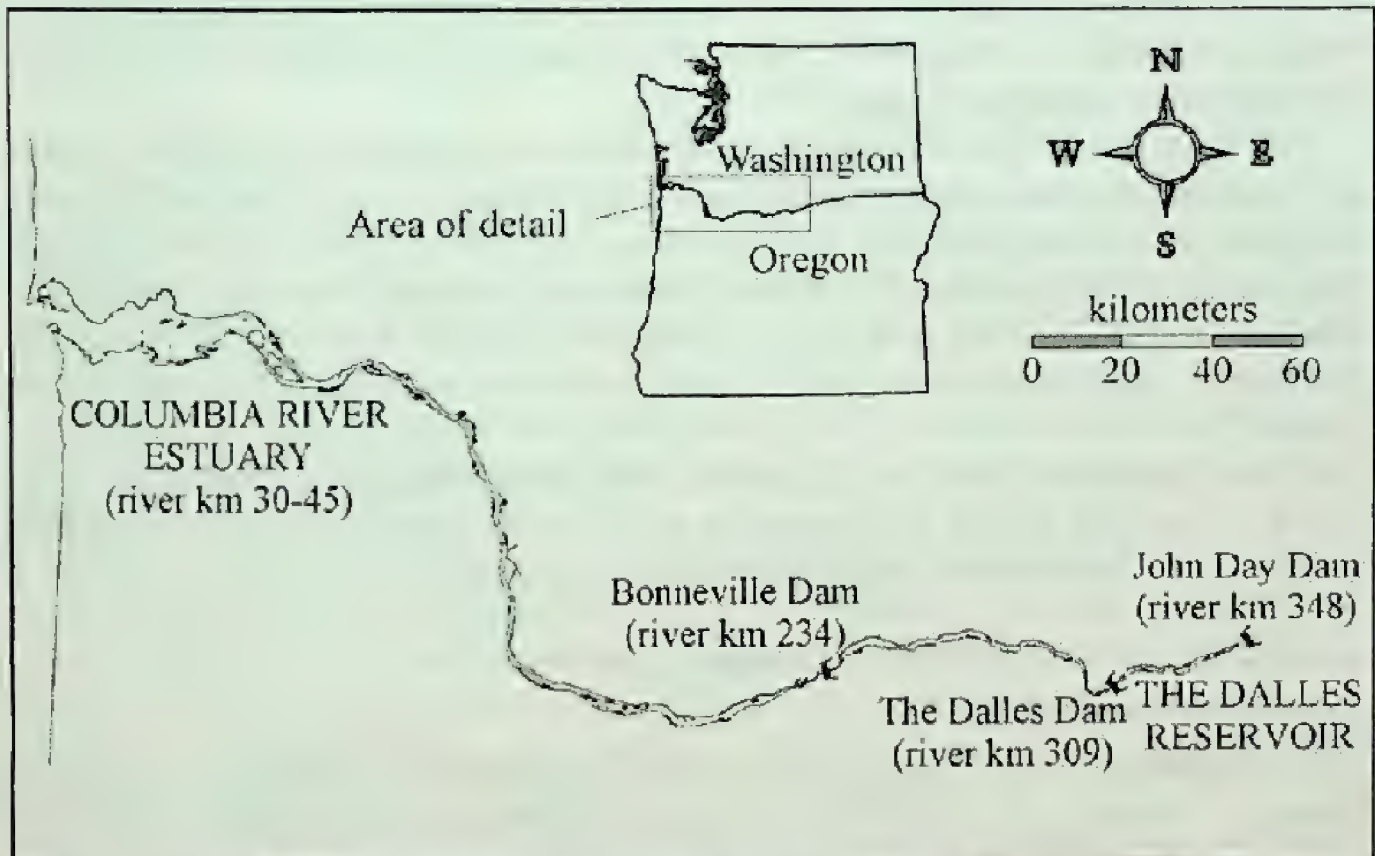 N
W E
S
Washington
Area of detail
Oregon
kilometers
0 20 40 60
COLUMBIA RIVER
ESTUARY
(river km 30-45)
Bonneville Dam
(river km 234)
John Day Dam
(river km 348)
The Dalles Dam
(river km 309)
THE DALLES
RESERVOIR